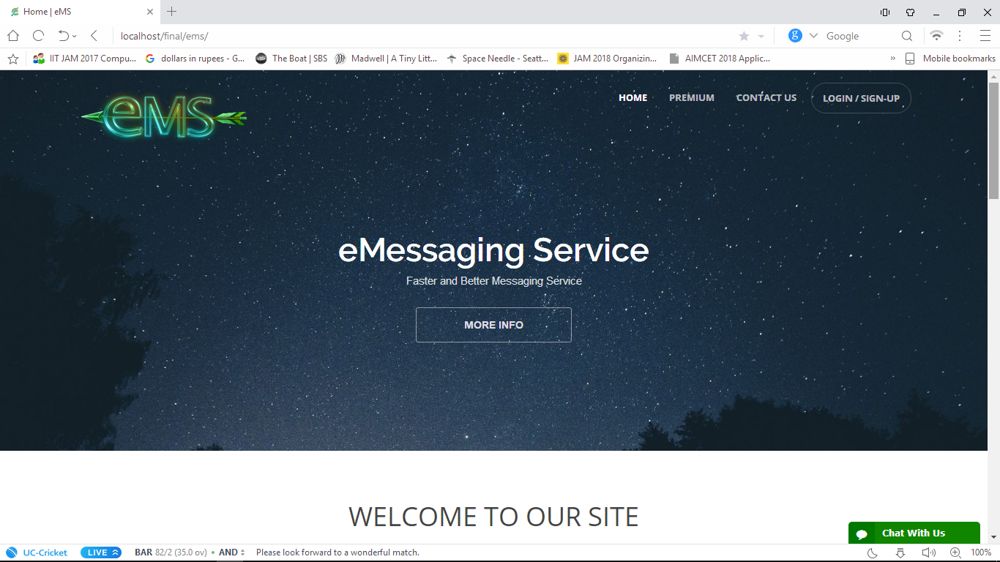 Home | eMS
localhost/final/ems/
Google
IIT JAM 2017 Compu...
dollars in rupees - G...
The Boat | SBS
Madwell | A Tiny Litt...
Space Needle - Seatt...
JAM 2018 Organizin...
AIMCET 2018 Applic...
»
Mobile bookmarks
eMS
HOME
PREMIUM
CONTACT US
LOGIN / SIGN-UP
eMessaging Service
Faster and Better Messaging Service
MORE INFO
WELCOME TO OUR SITE
Chat With Us
UC-Cricket
LIVE
BAR 82/2 (35.0 ov) • AND
Please look forward to a wonderful match.
100%